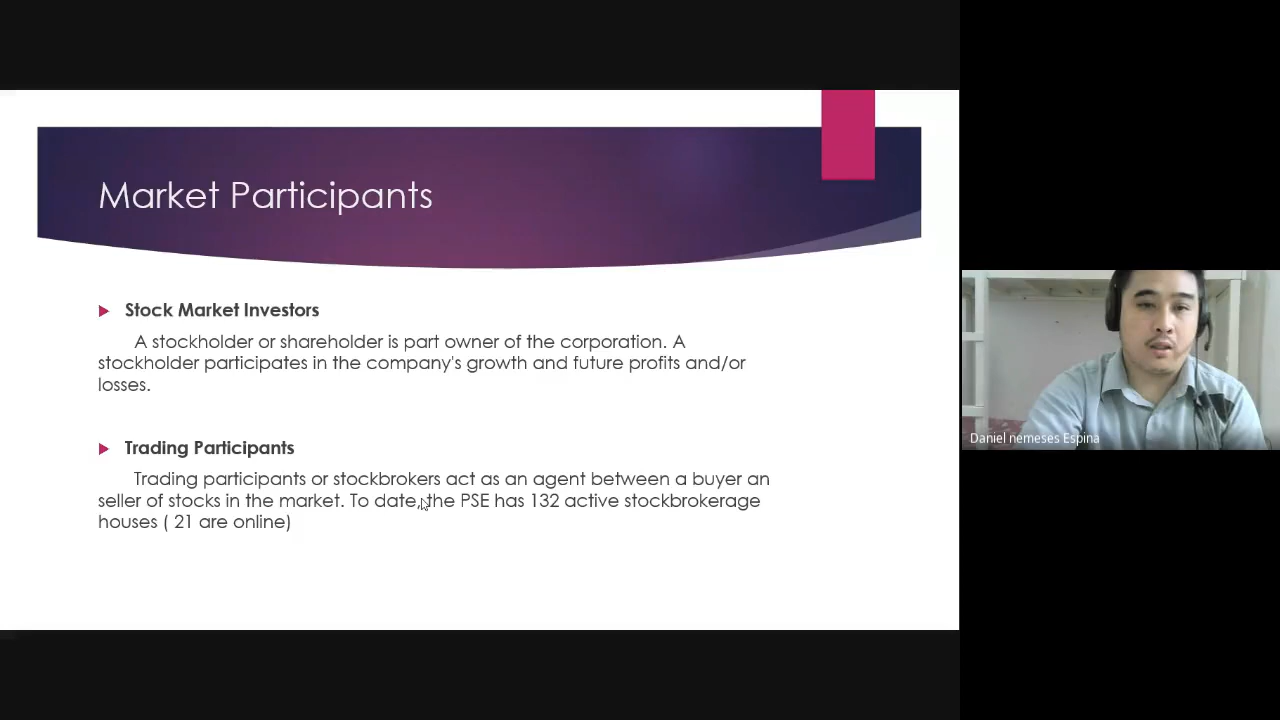 Market Participants
Stock Market Investors
A stockholder or shareholder is part owner of the corporation. A
stockholder participates in the company's growth and future profits and/or
losses.
Trading Participants
Trading participants or stockbrokers act as an agent between a buyer an
seller of stocks in the market. To date, the PSE has 132 active stockbrokerage
houses ( 21 are online)
Daniel nemeses Espina